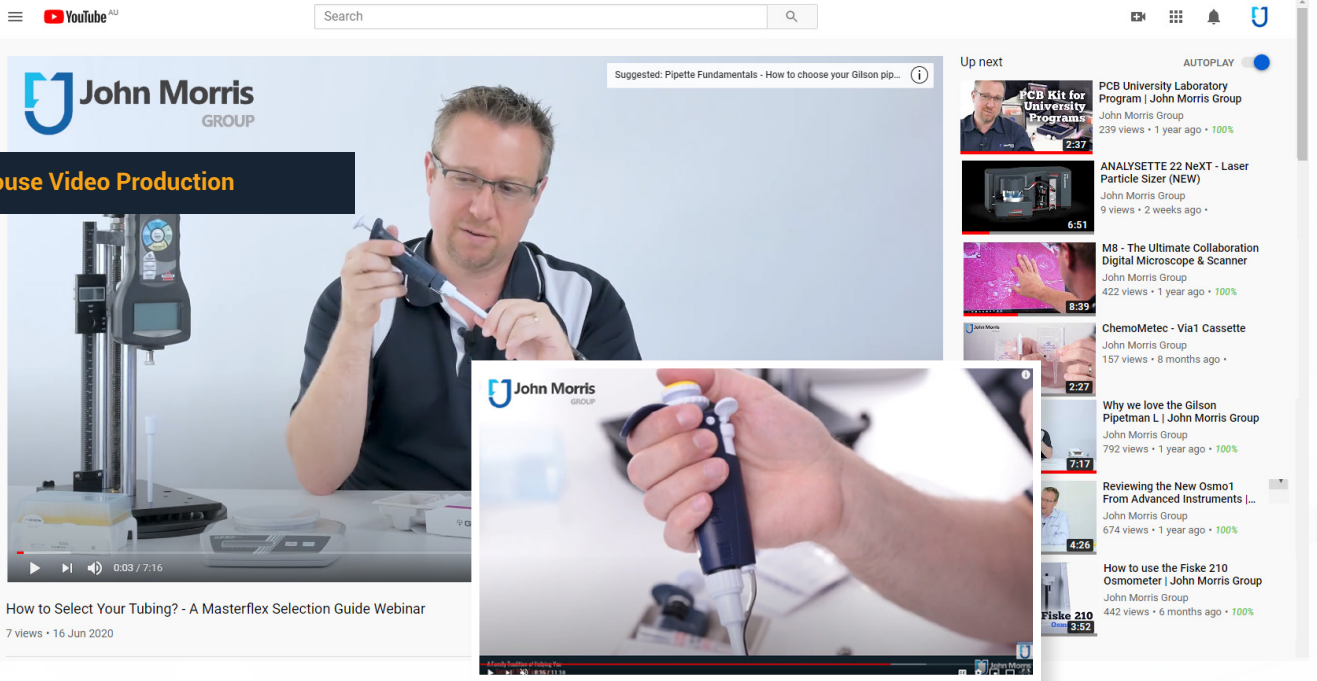 YouTube AU
Search
John Morris
GROUP
Suggested: Pipette Fundamentals - How to choose your Gilson pip...
ouse Video Production
0:03 / 7:16
How to Select Your Tubing? - A Masterflex Selection Guide Webinar
7 views • 16 Jun 2020
John Morris
GROUP
A Family Tradition of Helping You
John Morris
Up next
AUTOPLAY
PCB Kit for
University
Programs
2:37
PCB University Laboratory
Program | John Morris Group
John Morris Group
239 views • 1 year ago • 100%
6:51
ANALYSETTE 22 NeXT - Laser
Particle Sizer (NEW)
John Morris Group
9 views • 2 weeks ago •
8:39
M8 - The Ultimate Collaboration
Digital Microscope & Scanner
John Morris Group
422 views • 1 year ago • 100%
John Morris
2:27
ChemoMetec - Via1 Cassette
John Morris Group
157 views • 8 months ago •
7:17
Why we love the Gilson
Pipetman L | John Morris Group
John Morris Group
792 views • 1 year ago • 100%
4:26
Reviewing the New Osmo1
From Advanced Instruments |...
John Morris Group
674 views • 1 year ago • 100%
Fiske 210
3:52
How to use the Fiske 210
Osmometer | John Morris Group
John Morris Group
442 views • 6 months ago • 100%